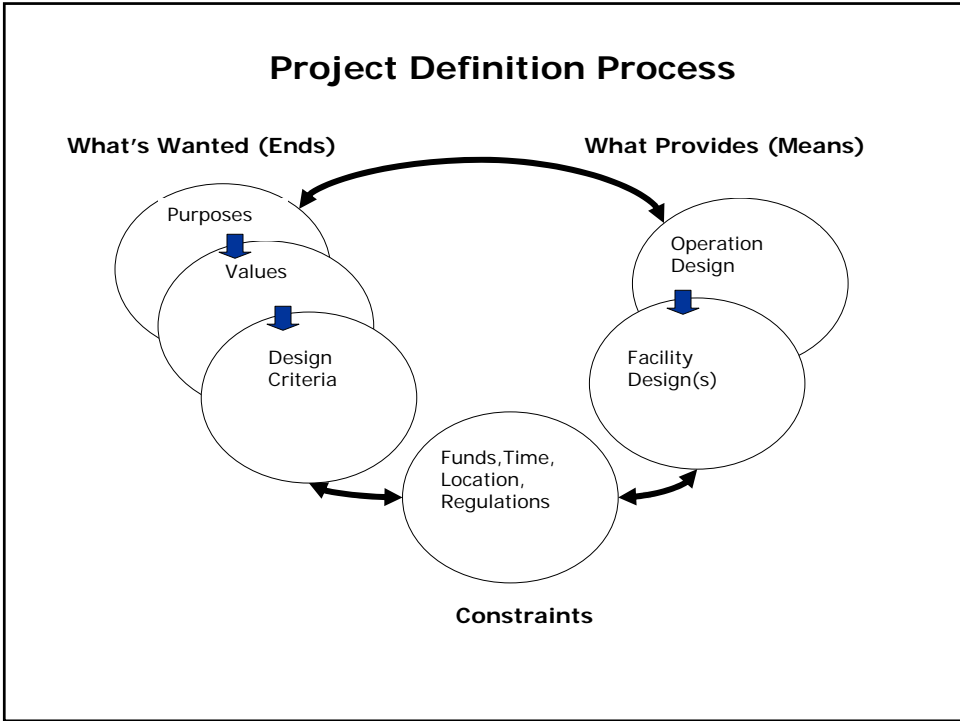 Project Definition Process
What's Wanted (Ends)
What Provides (Means)
Purposes
Values
Design
Criteria
Operation
Design
Facility
Design(s)
Funds,Time,
Location,
Regulations
Constraints